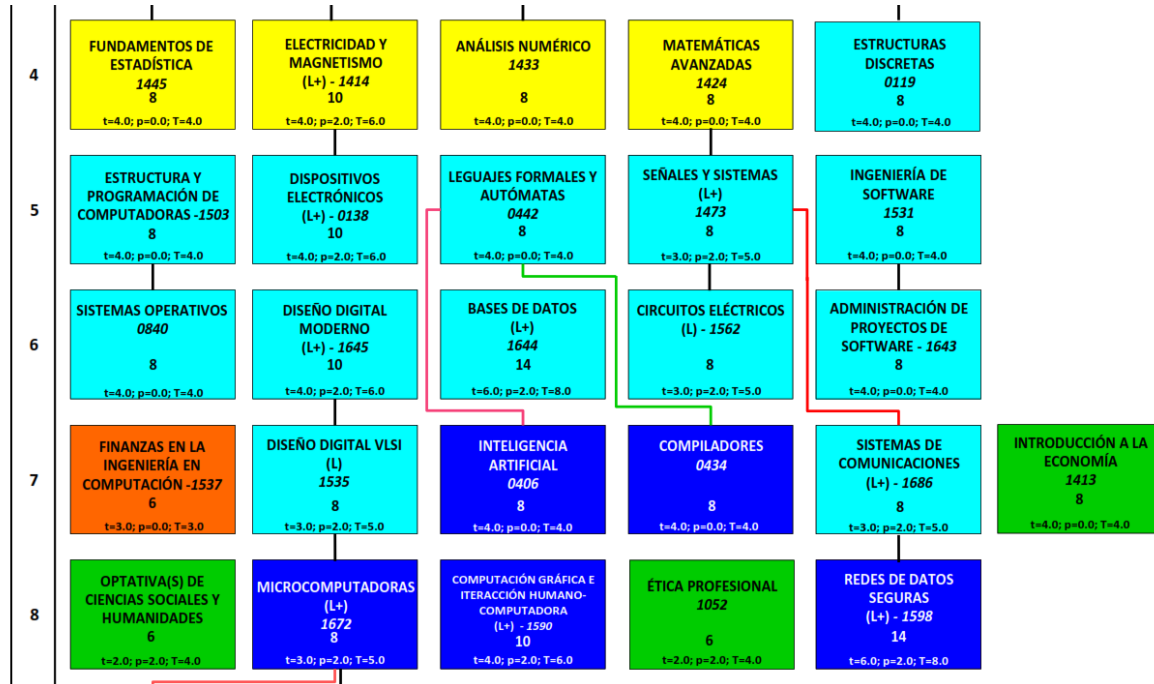 4
FUNDAMENTOS DE
ESTADÍSTICA
1445
8
t=4.0; p=0.0; T=4.0
ELECTRICIDAD Y
MAGNETISMO
(L+) - 1414
10
t=4.0; p=2.0; T=6.0
ANÁLISIS NUMÉRICO
1433
8
t=4.0; p=0.0; T=4.0
MATEMÁTICAS
AVANZADAS
1424
8
t=4.0; p=0.0; T=4.0
ESTRUCTURAS
DISCRETAS
0119
8
t=4.0; p=0.0; T=4.0
5
ESTRUCTURA Y
PROGRAMACIÓN DE
COMPUTADORAS -1503
8
t=4.0; p=0.0; T=4.0
DISPOSITIVOS
ELECTRÓNICOS
(L+) - 0138
10
t=4.0; p=2.0; T=6.0
LEGUAJES FORMALES Y
AUTÓMATAS
0442
8
t=4.0; p=0.0; T=4.0
SEÑALES Y SISTEMAS
(L+)
1473
8
t=3.0; p=2.0; T=5.0
INGENIERÍA DE
SOFTWARE
1531
8
t=4.0; p=0.0; T=4.0
6
SISTEMAS OPERATIVOS
0840
8
t=4.0; p=0.0; T=4.0
DISEÑO DIGITAL
MODERNO
(L+) - 1645
10
t=4.0; p=2.0; T=6.0
BASES DE DATOS
(L+)
1644
14
t=6.0; p=2.0; T=8.0
CIRCUITOS ELÉCTRICOS
(L) - 1562
8
t=3.0; p=2.0; T=5.0
ADMINISTRACIÓN DE
PROYECTOS DE
SOFTWARE - 1643
8
t=4.0; p=0.0; T=4.0
7
FINANZAS EN LA
INGENIERÍA EN
COMPUTACIÓN -1537
6
t=3.0; p=0.0; T=3.0
DISEÑO DIGITAL VLSI
(L)
1535
8
t=3.0; p=2.0; T=5.0
INTELIGENCIA
ARTIFICIAL
0406
8
t=4.0; p=0.0; T=4.0
COMPILADORES
0434
8
t=4.0; p=0.0; T=4.0
SISTEMAS DE
COMUNICACIONES
(L+) - 1686
8
t=3.0; p=2.0; T=5.0
INTRODUCCIÓN A LA
ECONOMÍA
1413
8
t=4.0; p=0.0; T=4.0
8
OPTATIVA(S) DE
CIENCIAS SOCIALES Y
HUMANIDADES
6
t=2.0; p=2.0; T=4.0
MICROCOMPUTADORAS
(L+)
1672
8
t=3.0; p=2.0; T=5.0
COMPUTACIÓN GRÁFICA E
ITERACCIÓN HUMANO-
COMPUTADORA
(L+) - 1590
10
t=4.0; p=2.0; T=6.0
ÉTICA PROFESIONAL
1052
6
t=2.0; p=2.0; T=4.0
REDES DE DATOS
SEGURAS
(L+) - 1598
14
t=6.0; p=2.0; T=8.0